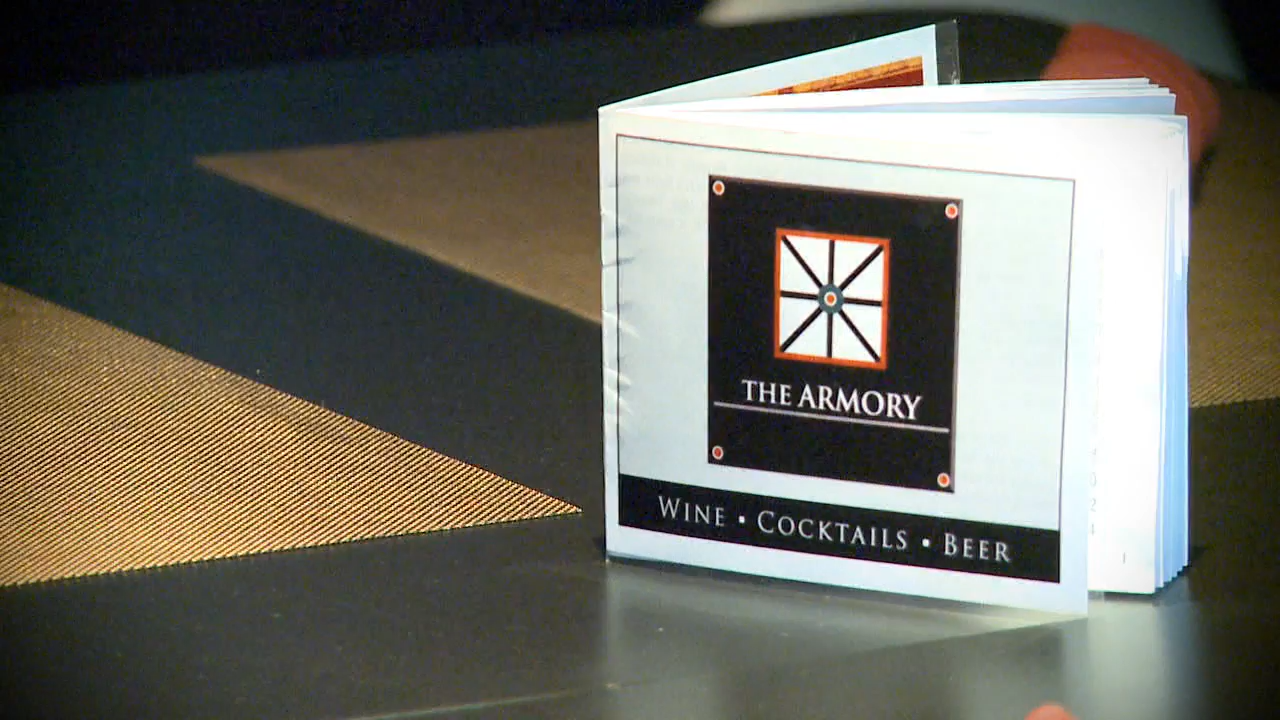 THE ARMORY
WINE • COCKTAILS • BEER